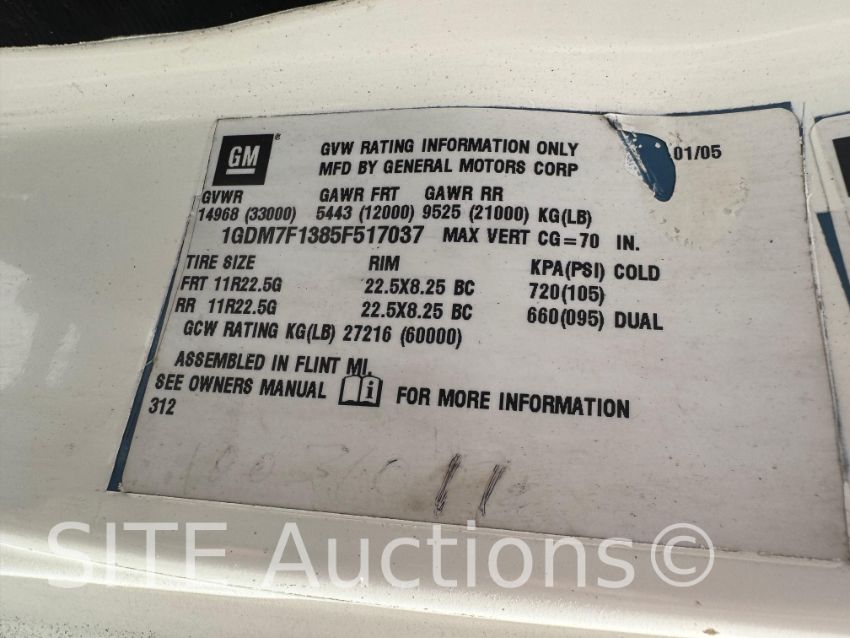 GM ®
GVW RATING INFORMATION ONLY
MFD BY GENERAL MOTORS CORP
01/05
GVWR GAWR FRT GAWR RR
14968 (33000) 5443 (12000) 9525 (21000) KG(LB)
1GDM7F1385F517037 MAX VERT CG=70 IN.
TIRE SIZE RIM KPA(PSI) COLD
FRT 11R22.5G 22.5X8.25 BC 720(105)
RR 11R22.5G 22.5X8.25 BC 660(095) DUAL
GCW RATING KG(LB) 27216 (60000)
ASSEMBLED IN FLINT MI.
SEE OWNERS MANUAL i FOR MORE INFORMATION
312
SITE Auctions©